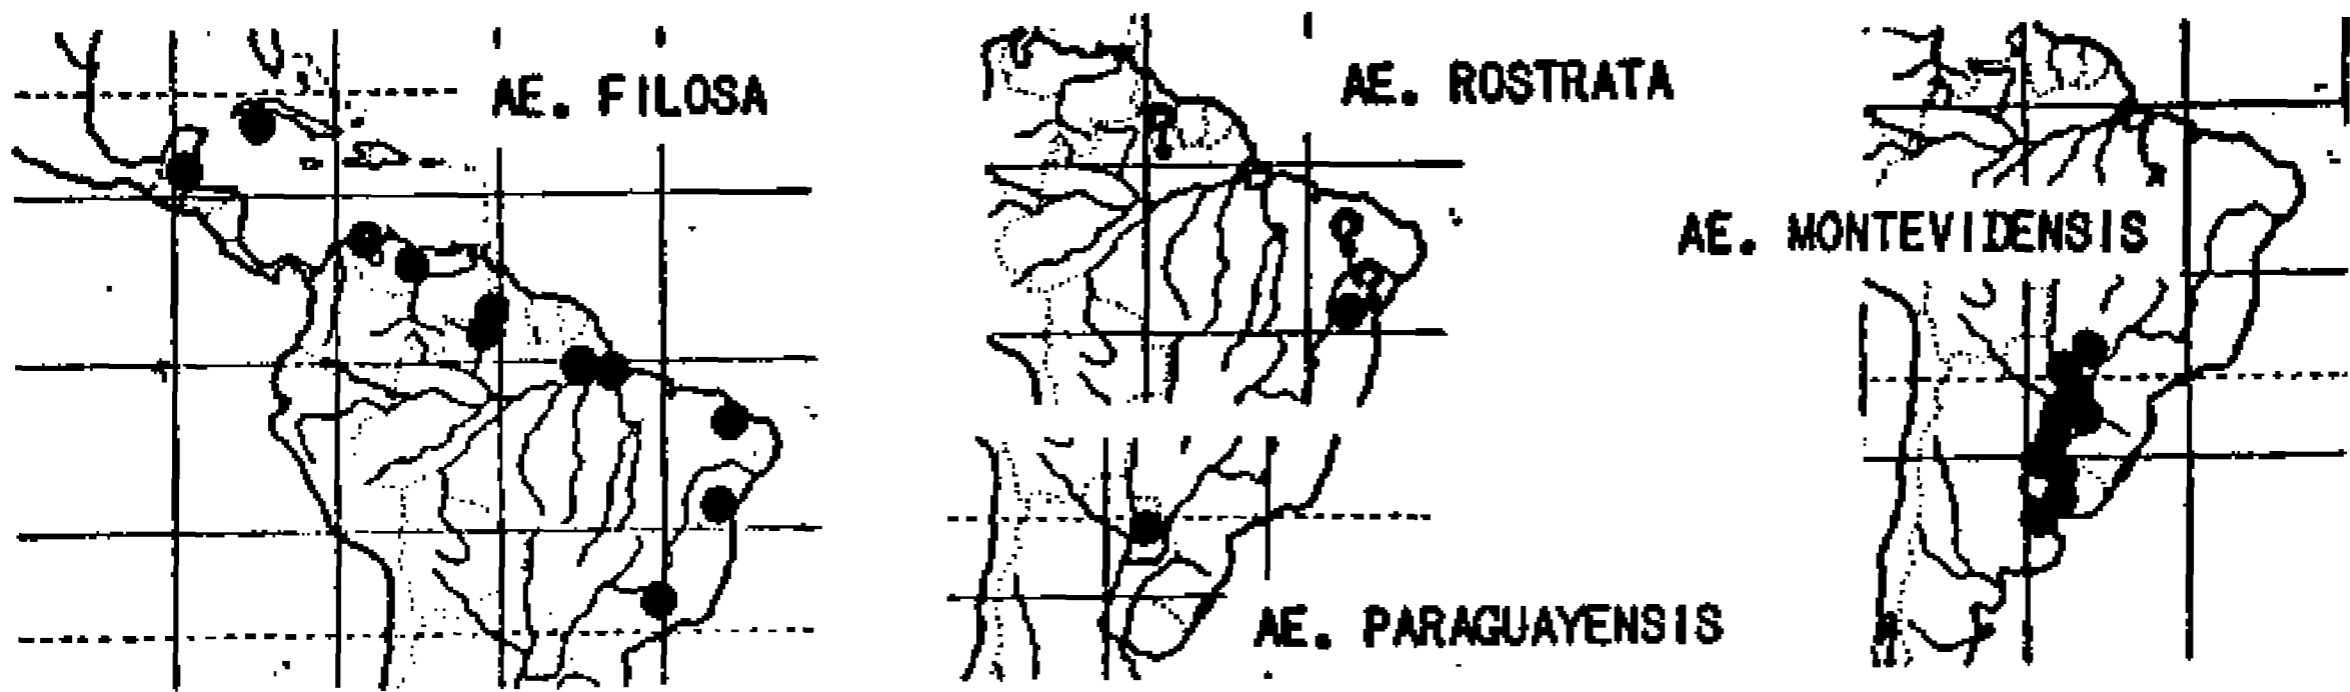 AE. FILOSA
AE. ROSTRATA
AE. MONTEVIDENSIS
AE. PARAGUAYENSIS